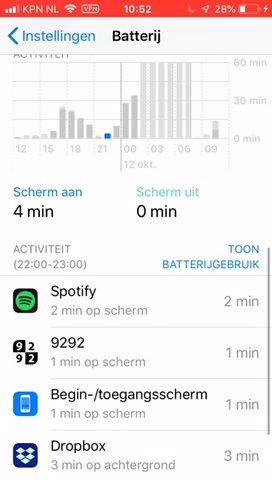 KPN NL VPN 10:52 28%
Instellingen Batterij
ACTIVITEIT
60 min
30 min
0 min
12 15 18 21 00 03 06 09
12 okt.
Scherm aan Scherm uit
4 min 0 min
ACTIVITEIT TOON
(22:00-23:00) BATTERIJGEBRUIK
Spotify
2 min op scherm 2 min
9292
1 min op scherm 1 min
Begin-/toegangsscherm
1 min op scherm 1 min
Dropbox
3 min op achtergrond 3 min